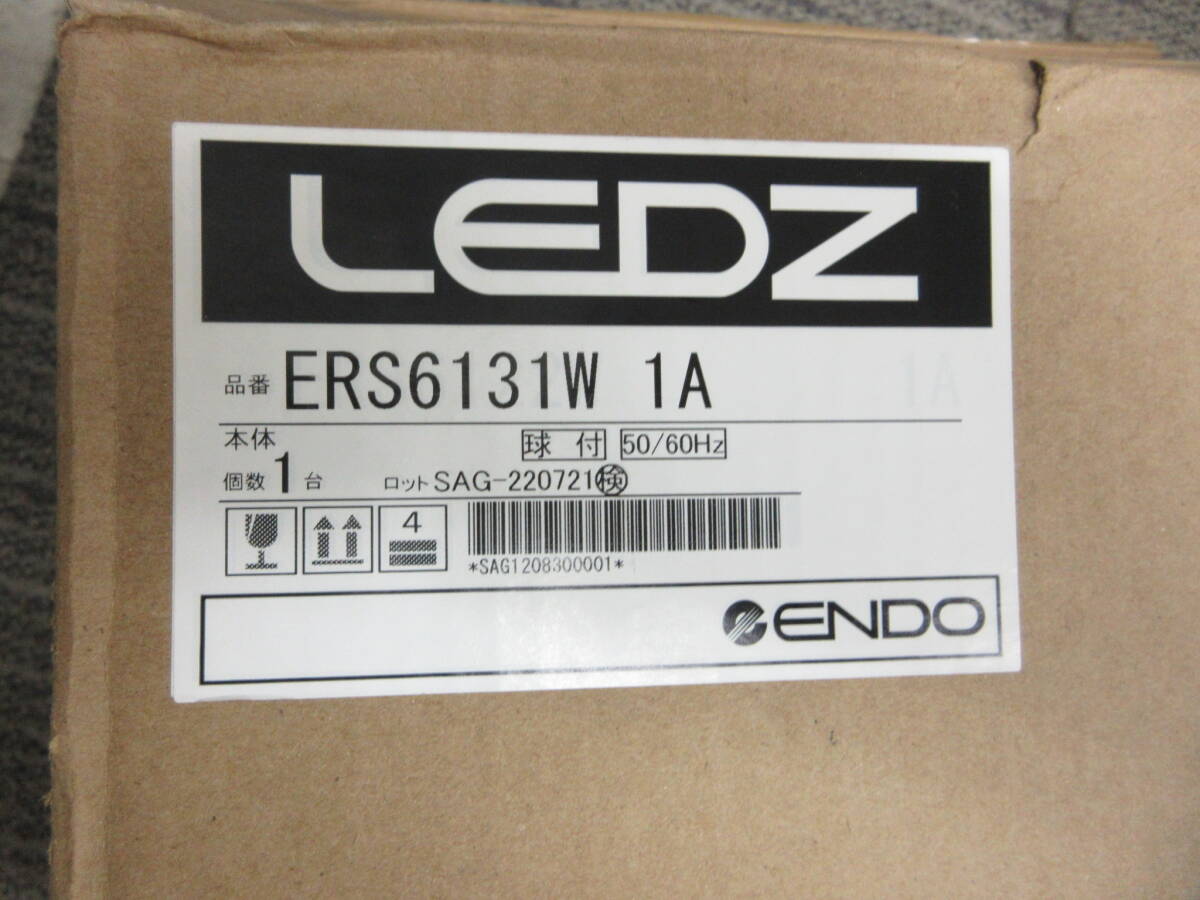 LEDZ
品番 ERS6131W 1A
本体 球付 50/60Hz
個数 1 台 ロット SAG-220721 検
4
*SAG1208300001*
ENDO